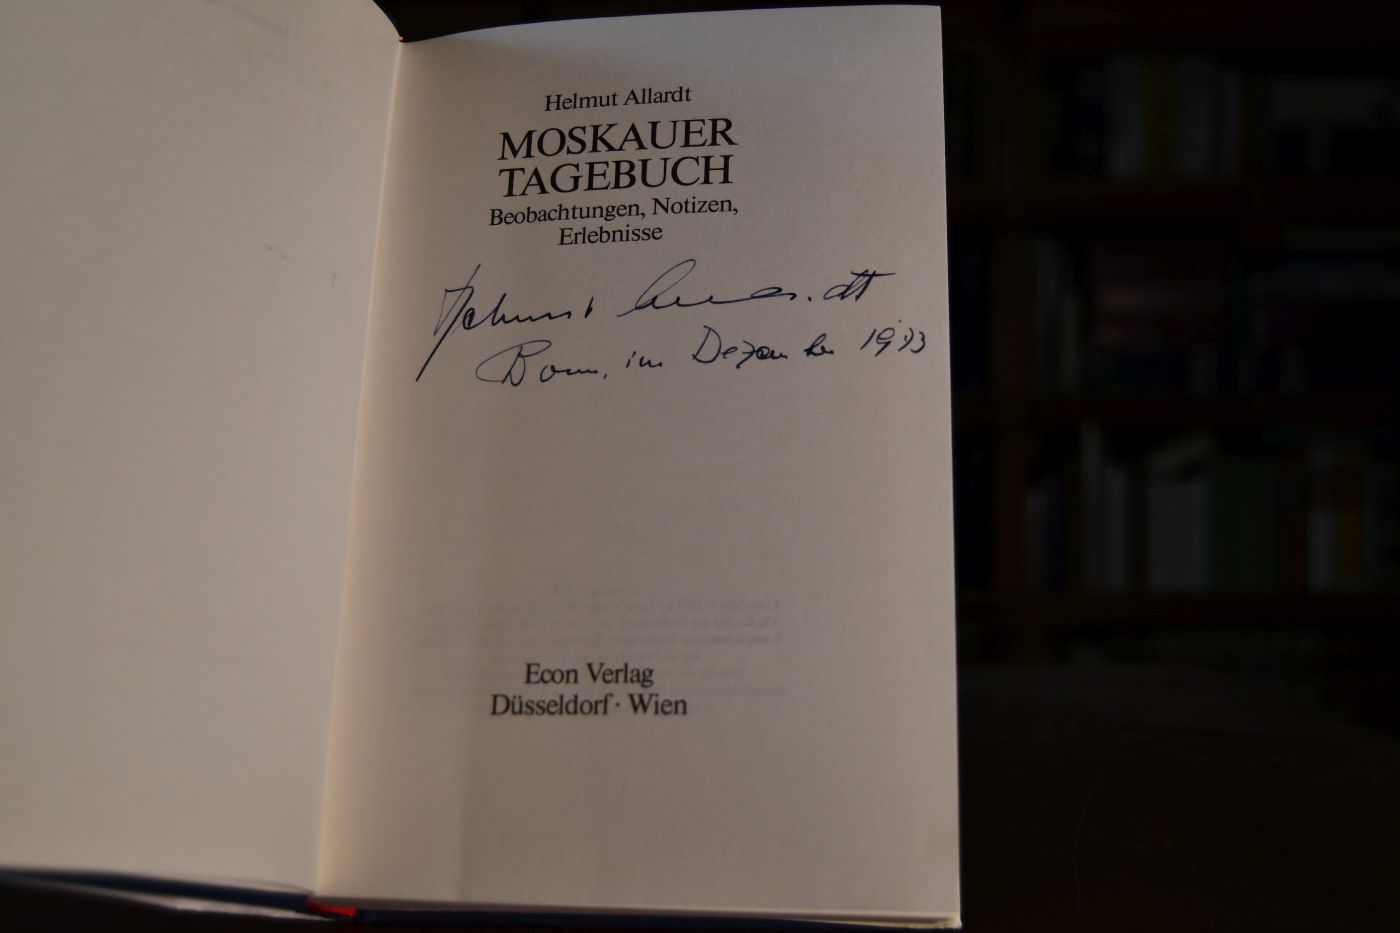 Helmut Allardt
MOSKAUER
TAGEBUCH
Beobachtungen, Notizen,
Erlebnisse
Helmut Allardt
Bonn, im Dezember 1973
Econ Verlag
Düsseldorf · Wien